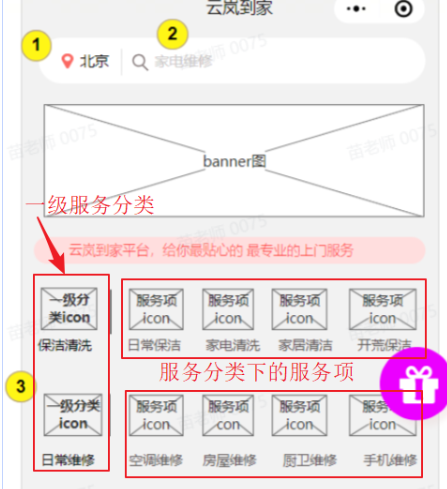 云岚到家
1
2
北京
家电维修
苗老师 0075
苗老师 0075
banner图
一级服务分类
云岚到家平台，给你最贴心的 最专业的上门服务
一级分类icon
服务项icon
服务项icon
服务项icon
服务项icon
保洁清洗
日常保洁
家电清洗
家居清洁
开荒保洁
服务分类下的服务项
3
一级分类icon
服务项icon
服务项con
服务项icon
服务icon
日常维修
空调维修
房屋维修
厨卫维修
手机维修